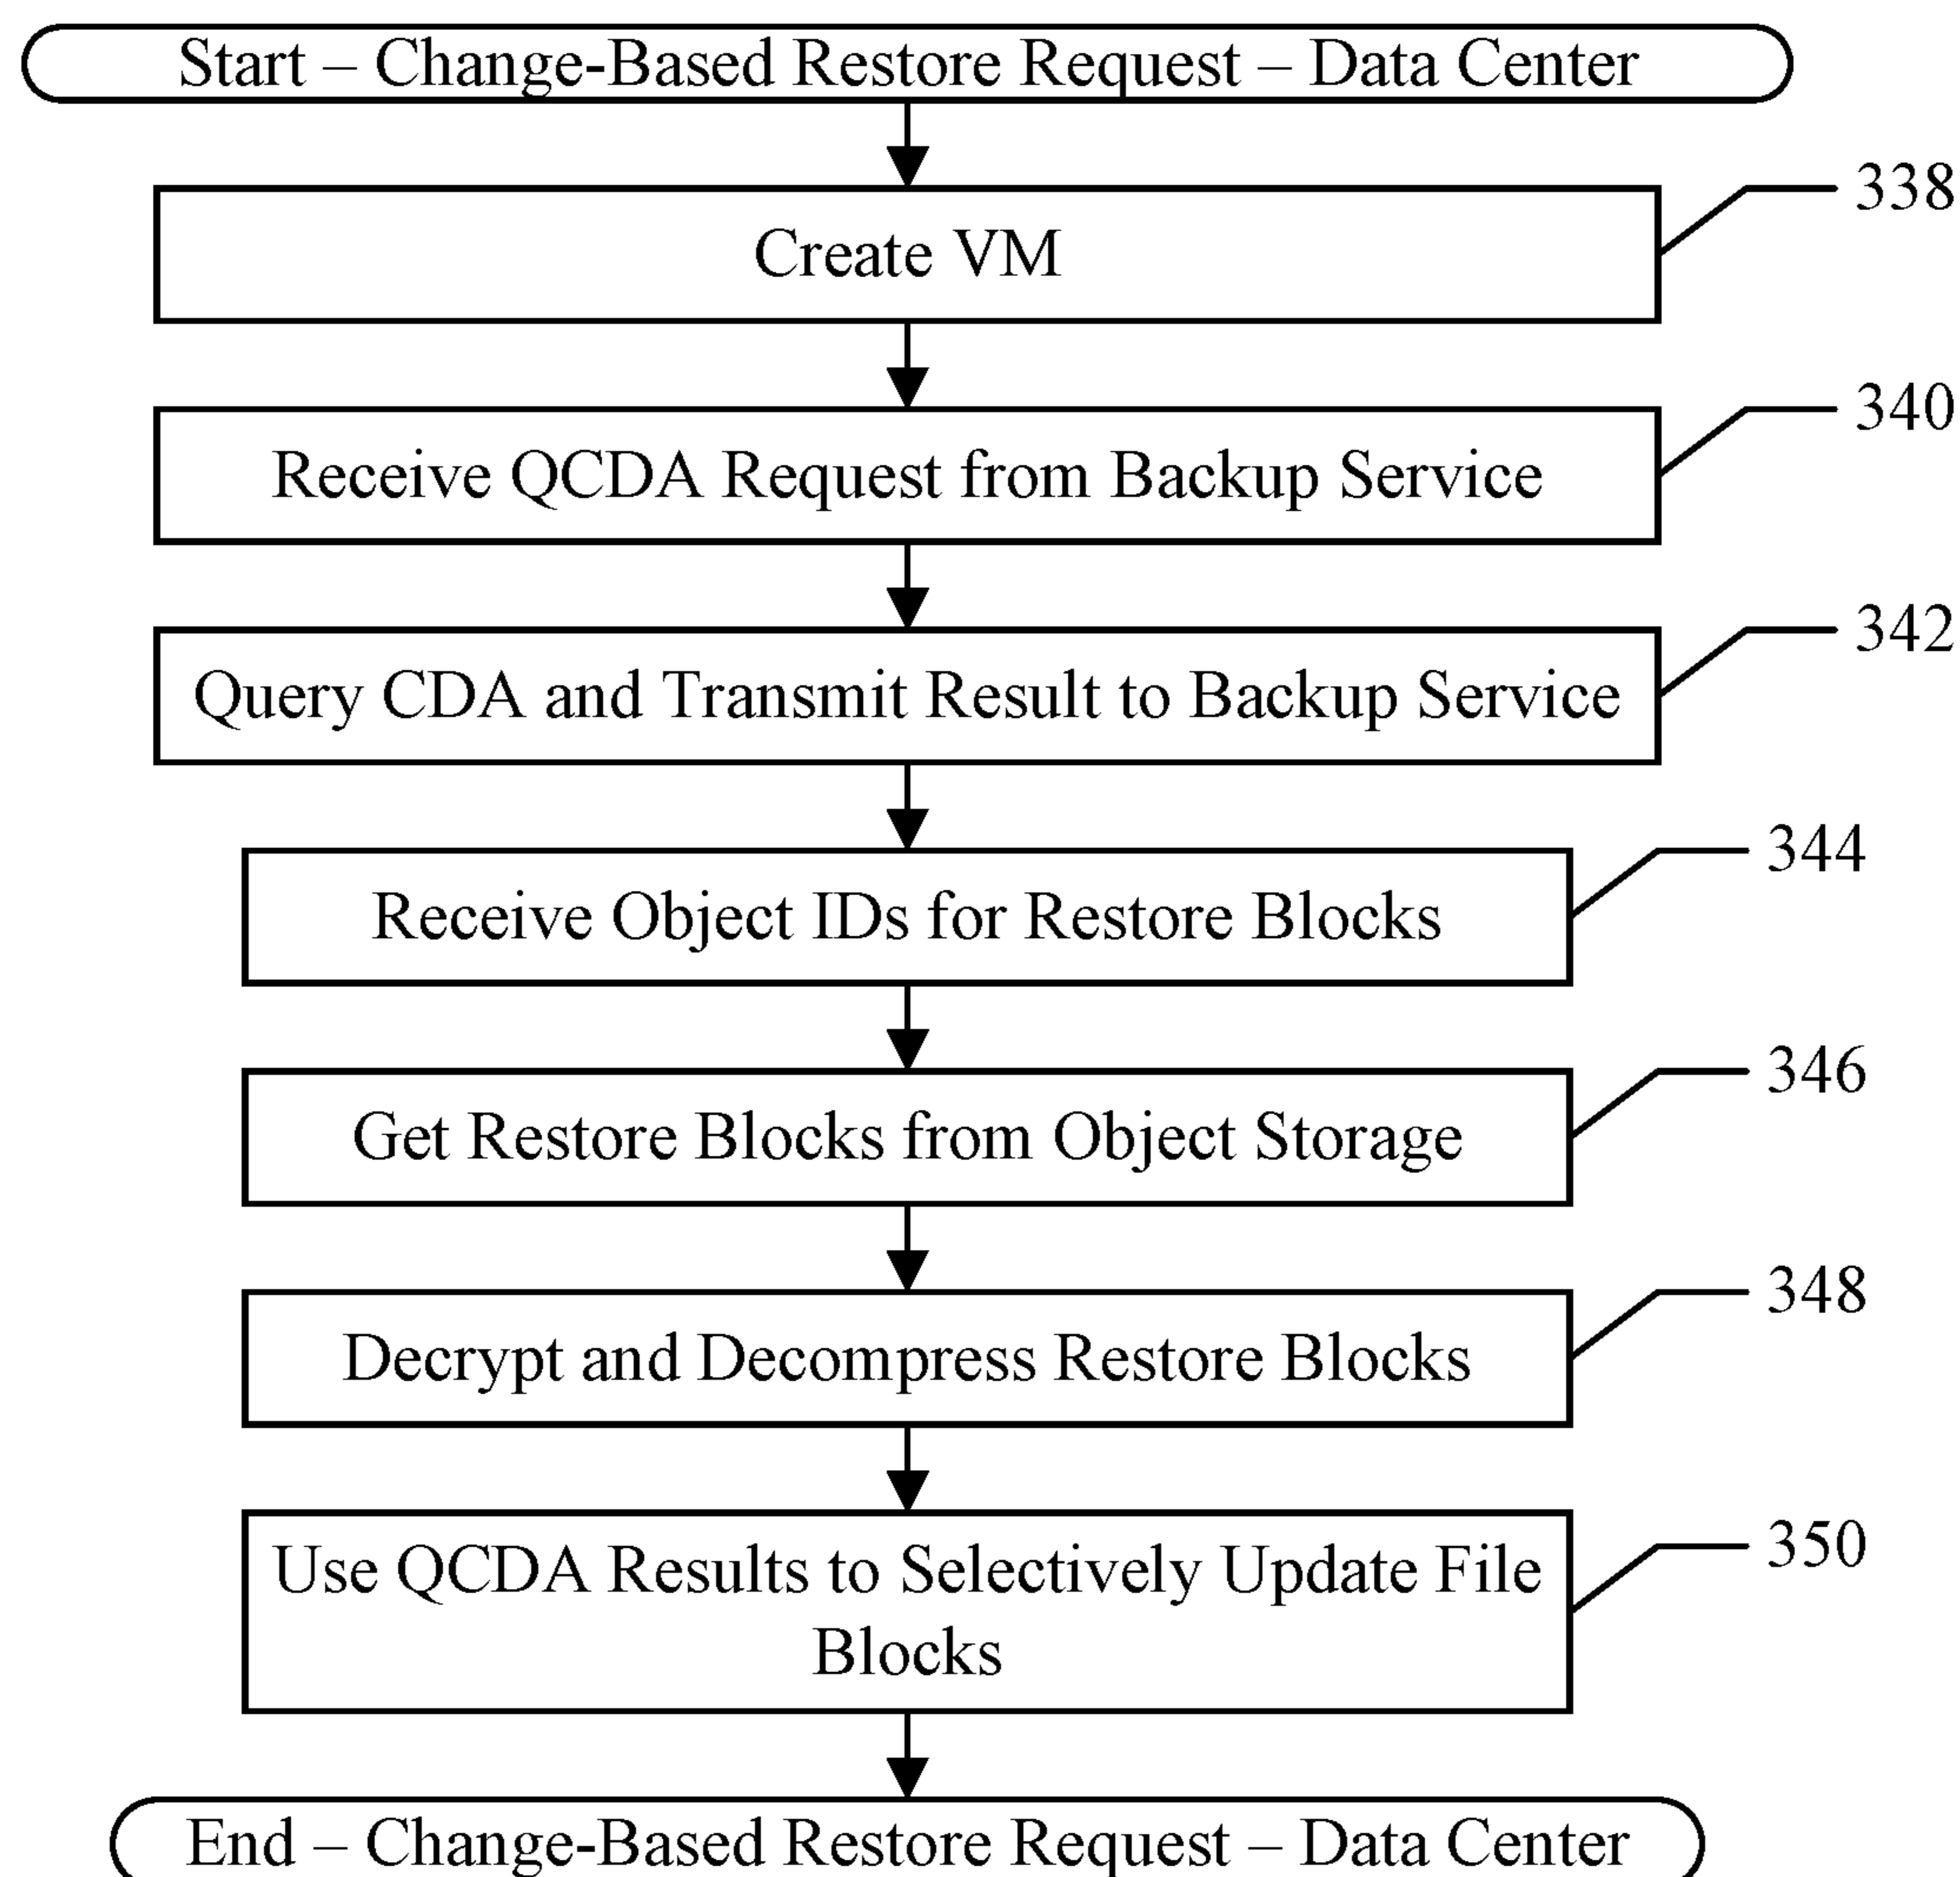 Start – Change-Based Restore Request – Data Center
338
Create VM
340
Receive QCDA Request from Backup Service
342
Query CDA and Transmit Result to Backup Service
344
Receive Object IDs for Restore Blocks
346
Get Restore Blocks from Object Storage
348
Decrypt and Decompress Restore Blocks
350
Use QCDA Results to Selectively Update File
Blocks
End – Change-Based Restore Request – Data Center